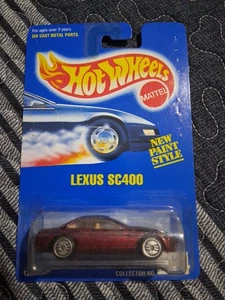 For ages over 3 years.
DIE CAST METAL PARTS.
Hot Wheels
MATTEL
NEW
PAINT
STYLE
LEXUS SC400
COLLECTOR NO.